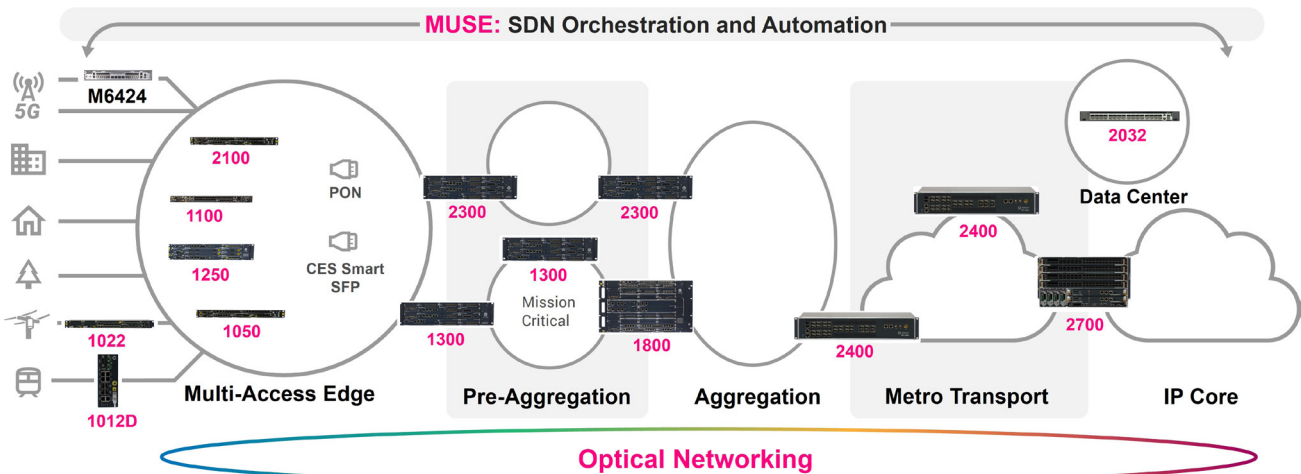 MUSE: SDN Orchestration and Automation
5G
M6424
2100
1100
1250
1050
PON
CES Smart
SFP
1022
1012D
Multi-Access Edge
2300
2300
1300
Mission
Critical
1300
1800
Pre-Aggregation
Aggregation
2400
2400
Metro Transport
2032
Data Center
2700
IP Core
Optical Networking